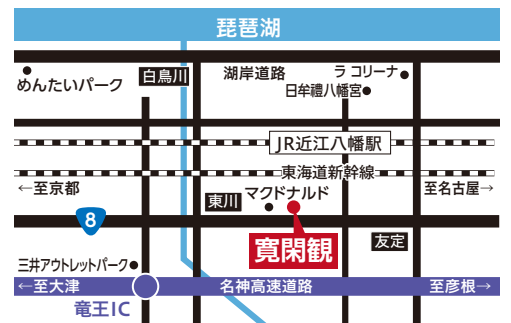 琵琶湖
めんたいパーク
白鳥川
湖岸道路
ラ コリーナ
日牟禮八幡宮
JR近江八幡駅
東海道新幹線
←至京都
東川
マクドナルド
至名古屋→
8
寛閑観
友定
三井アウトレットパーク
←至大津
名神高速道路
至彦根→
竜王IC